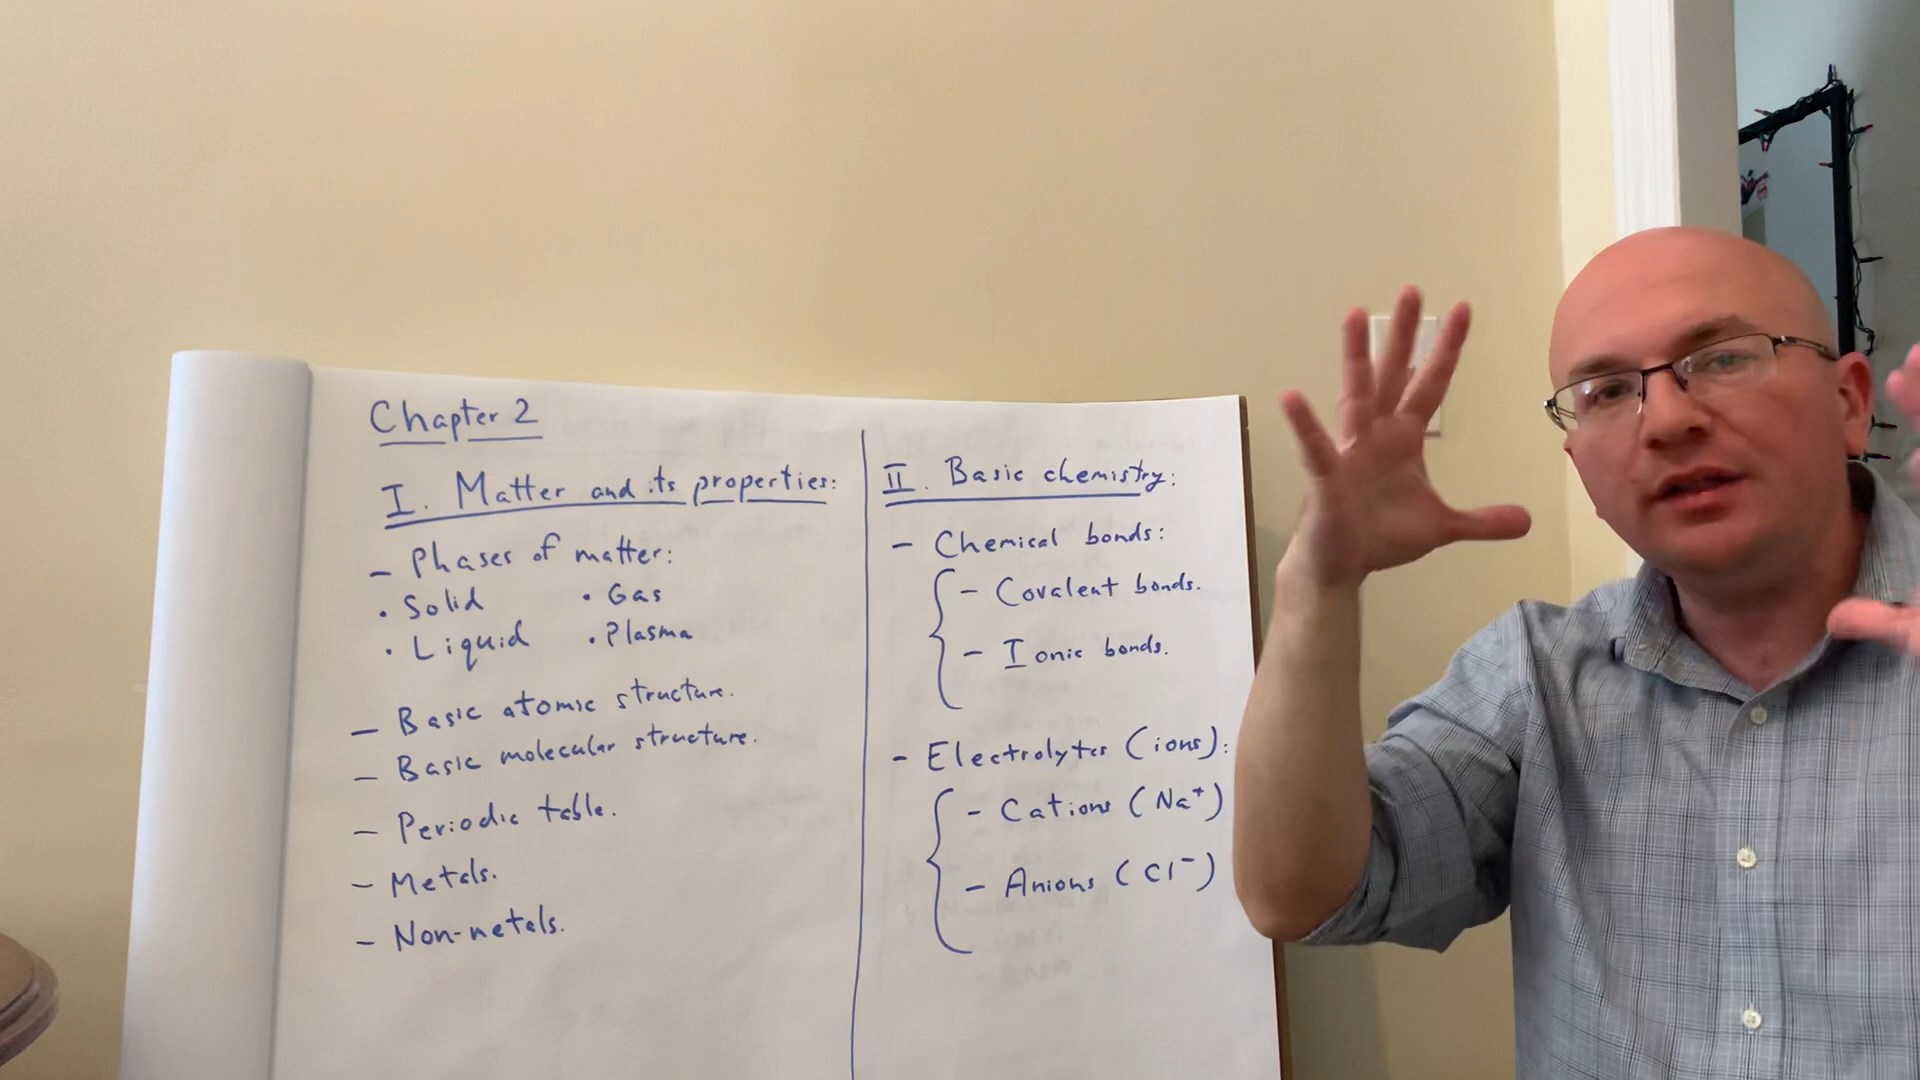 Chapter 2
I. Matter and its properties:
- Phases of matter:
• Solid • Gas
• Liquid • Plasma
- Basic atomic structure.
- Basic molecular structure.
- Periodic table.
- Metals.
- Non-metals.
II. Basic chemistry:
- Chemical bonds:
- Covalent bonds.
- Ionic bonds.
- Electrolytes (ions):
- Cations (Na⁺)
- Anions (Cl⁻)